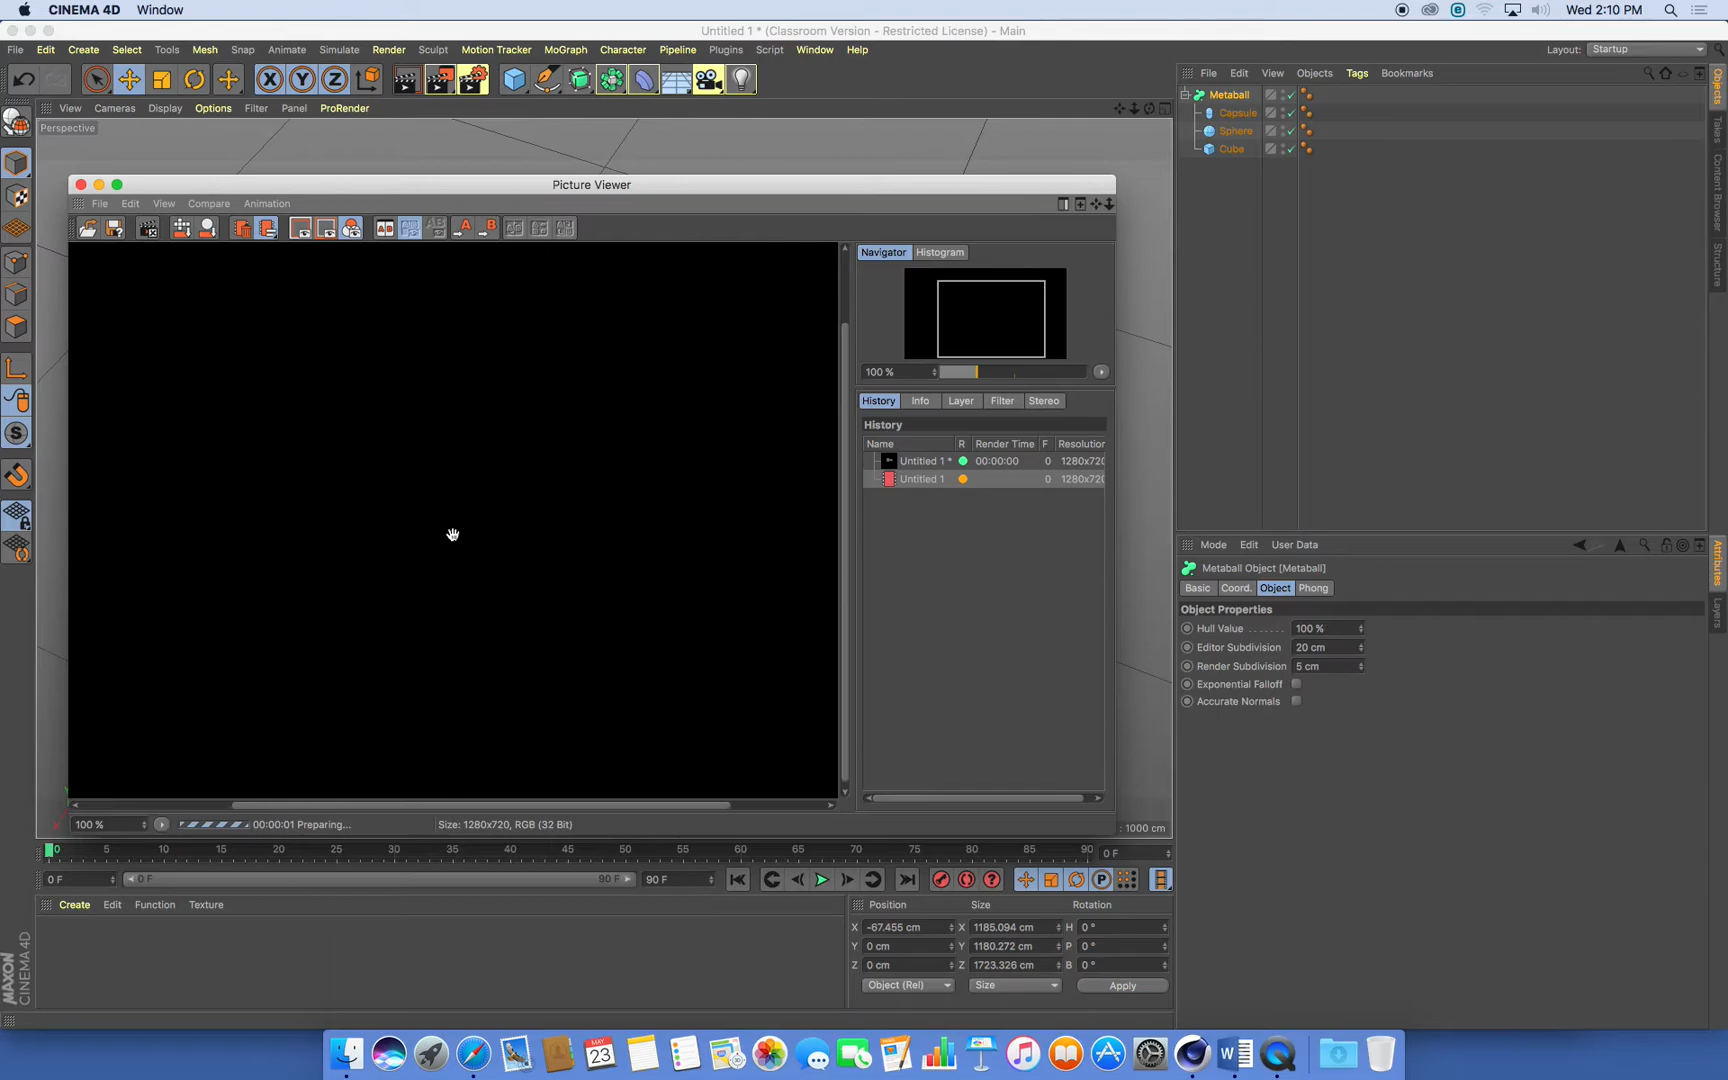 CINEMA 4D Window Wed 2:10 PM
Untitled 1 * (Classroom Version - Restricted License) - Main
File Edit Create Select Tools Mesh Snap Animate Simulate Render Sculpt Motion Tracker MoGraph Character Pipeline Plugins Script Window Help Layout: Startup
File Edit View Objects Tags Bookmarks
View Cameras Display Options Filter Panel ProRender
Perspective
Metaball
Capsule
Sphere
Cube
Objects
Takes
Content Browser
Structure
Picture Viewer
File Edit View Compare Animation
Navigator Histogram
100 %
History Info Layer Filter Stereo
History
Name R Render Time F Resolution
Untitled 1 * 00:00:00 0 1280x720
Untitled 1 0 1280x720
100 % 00:00:01 Preparing... Size: 1280x720, RGB (32 Bit)
: 1000 cm
Mode Edit User Data
Metaball Object [Metaball]
Basic Coord. Object Phong
Object Properties
Hull Value . . . . . . . 100 %
Editor Subdivision 20 cm
Render Subdivision 5 cm
Exponential Falloff
Accurate Normals
Attributes
Layers
0 5 10 15 20 25 30 35 40 45 50 55 60 65 70 75 80 85 90 0 F
0 F 0 F 90 F 90 F
Create Edit Function Texture
Position Size Rotation
X -67.455 cm X 1185.094 cm H 0 °
Y 0 cm Y 1180.272 cm P 0 °
Z 0 cm Z 1723.326 cm B 0 °
Object (Rel) Size Apply
MAXON
CINEMA 4D
MAY
23